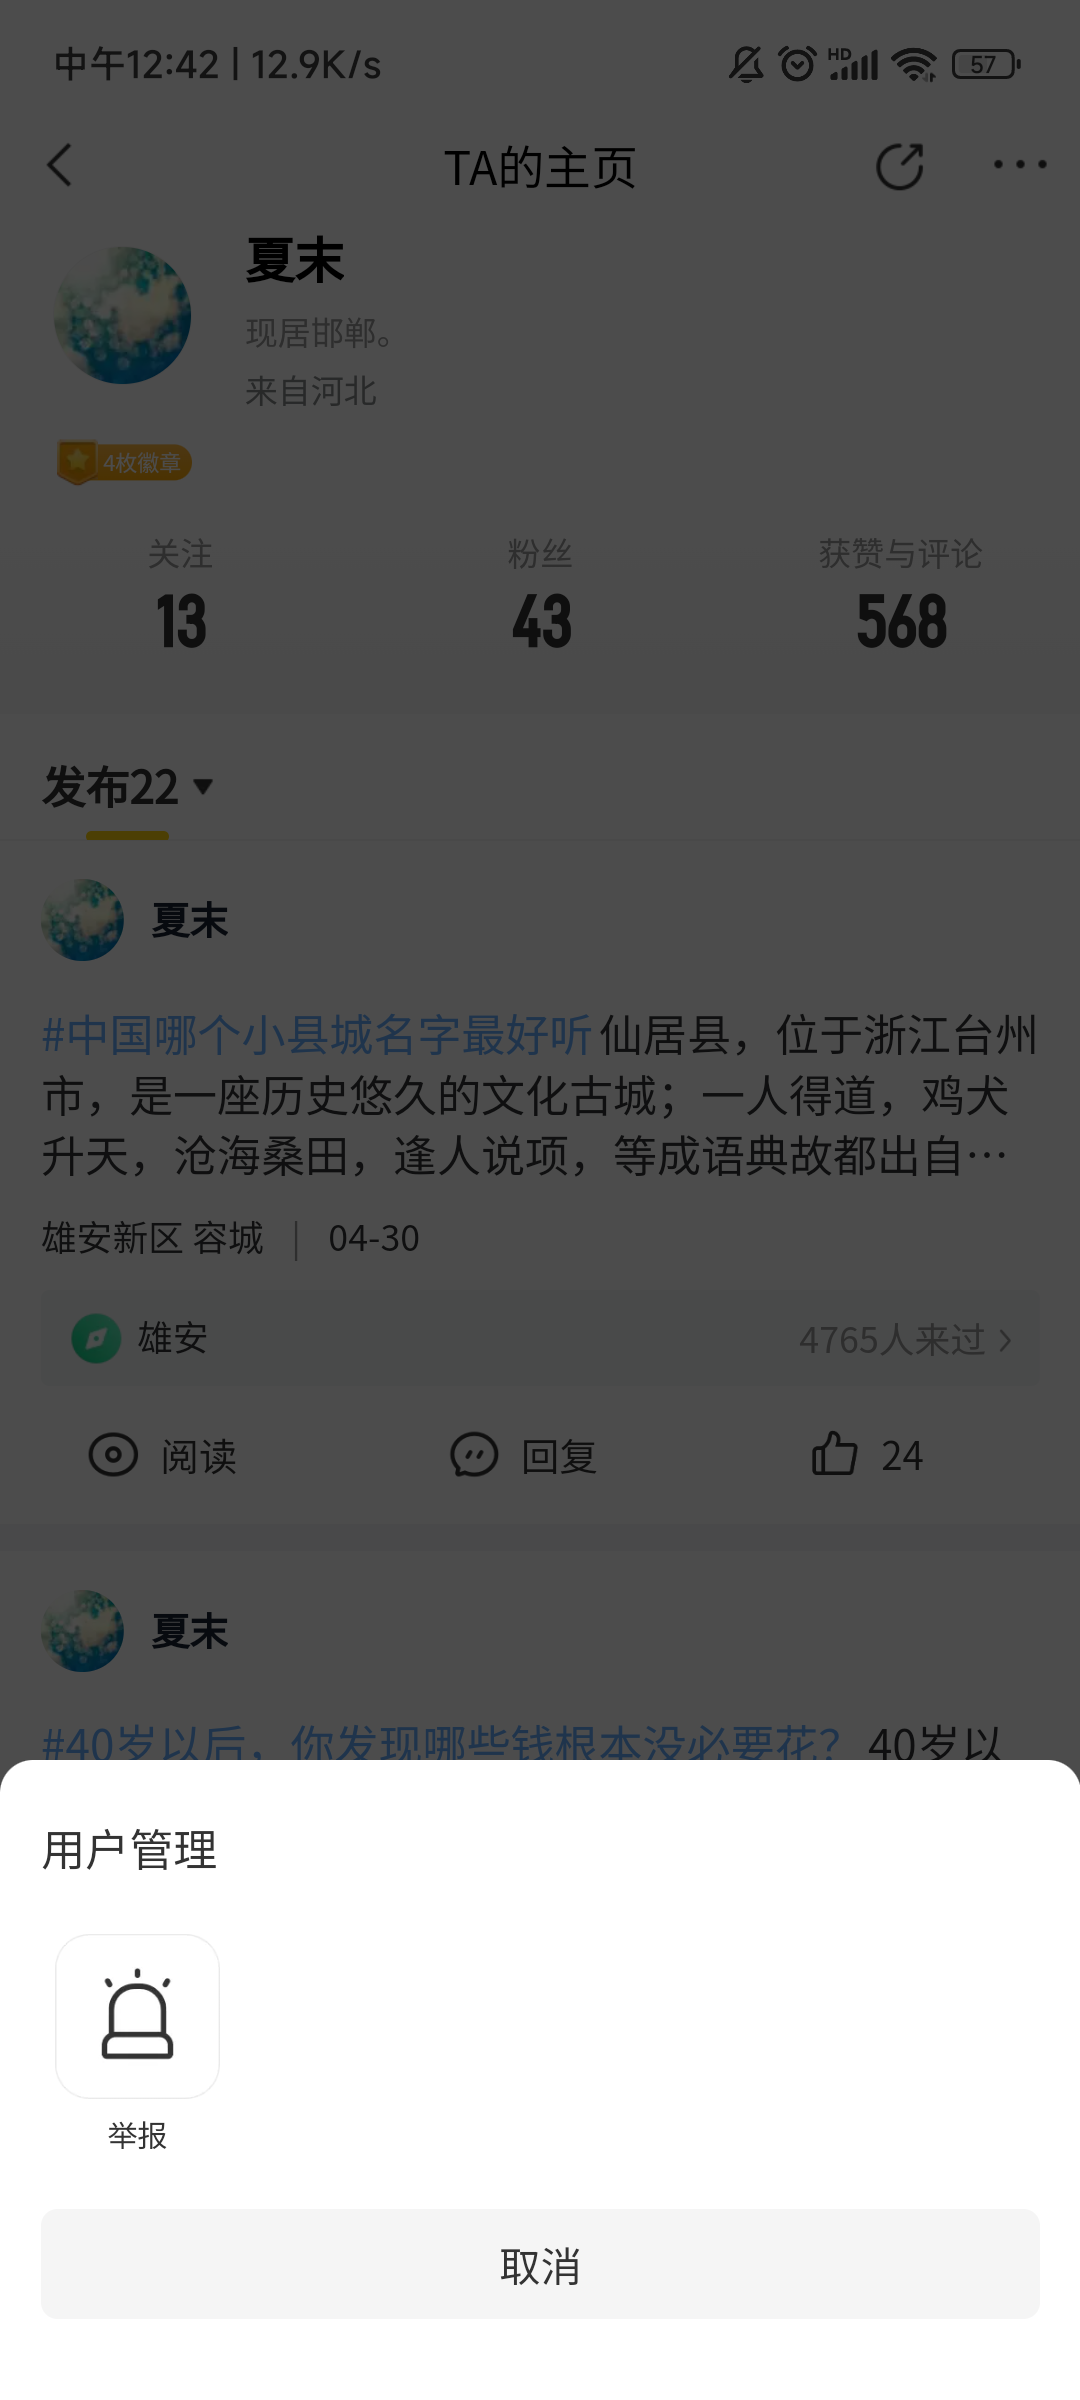 中午12:42 | 12.9K/s HD 57
TA的主页
夏末
现居邯郸。
来自河北
4枚徽章
关注 粉丝 获赞与评论
13 43 568
发布22
夏末
#中国哪个小县城名字最好听 仙居县，位于浙江台州
市，是一座历史悠久的文化古城；一人得道，鸡犬
升天，沧海桑田，逢人说项，等成语典故都出自…
雄安新区 容城 | 04-30
雄安 4765人来过
阅读 回复 24
夏末
#40岁以后，你发现哪些钱根本没必要花？ 40岁以
用户管理
举报
取消